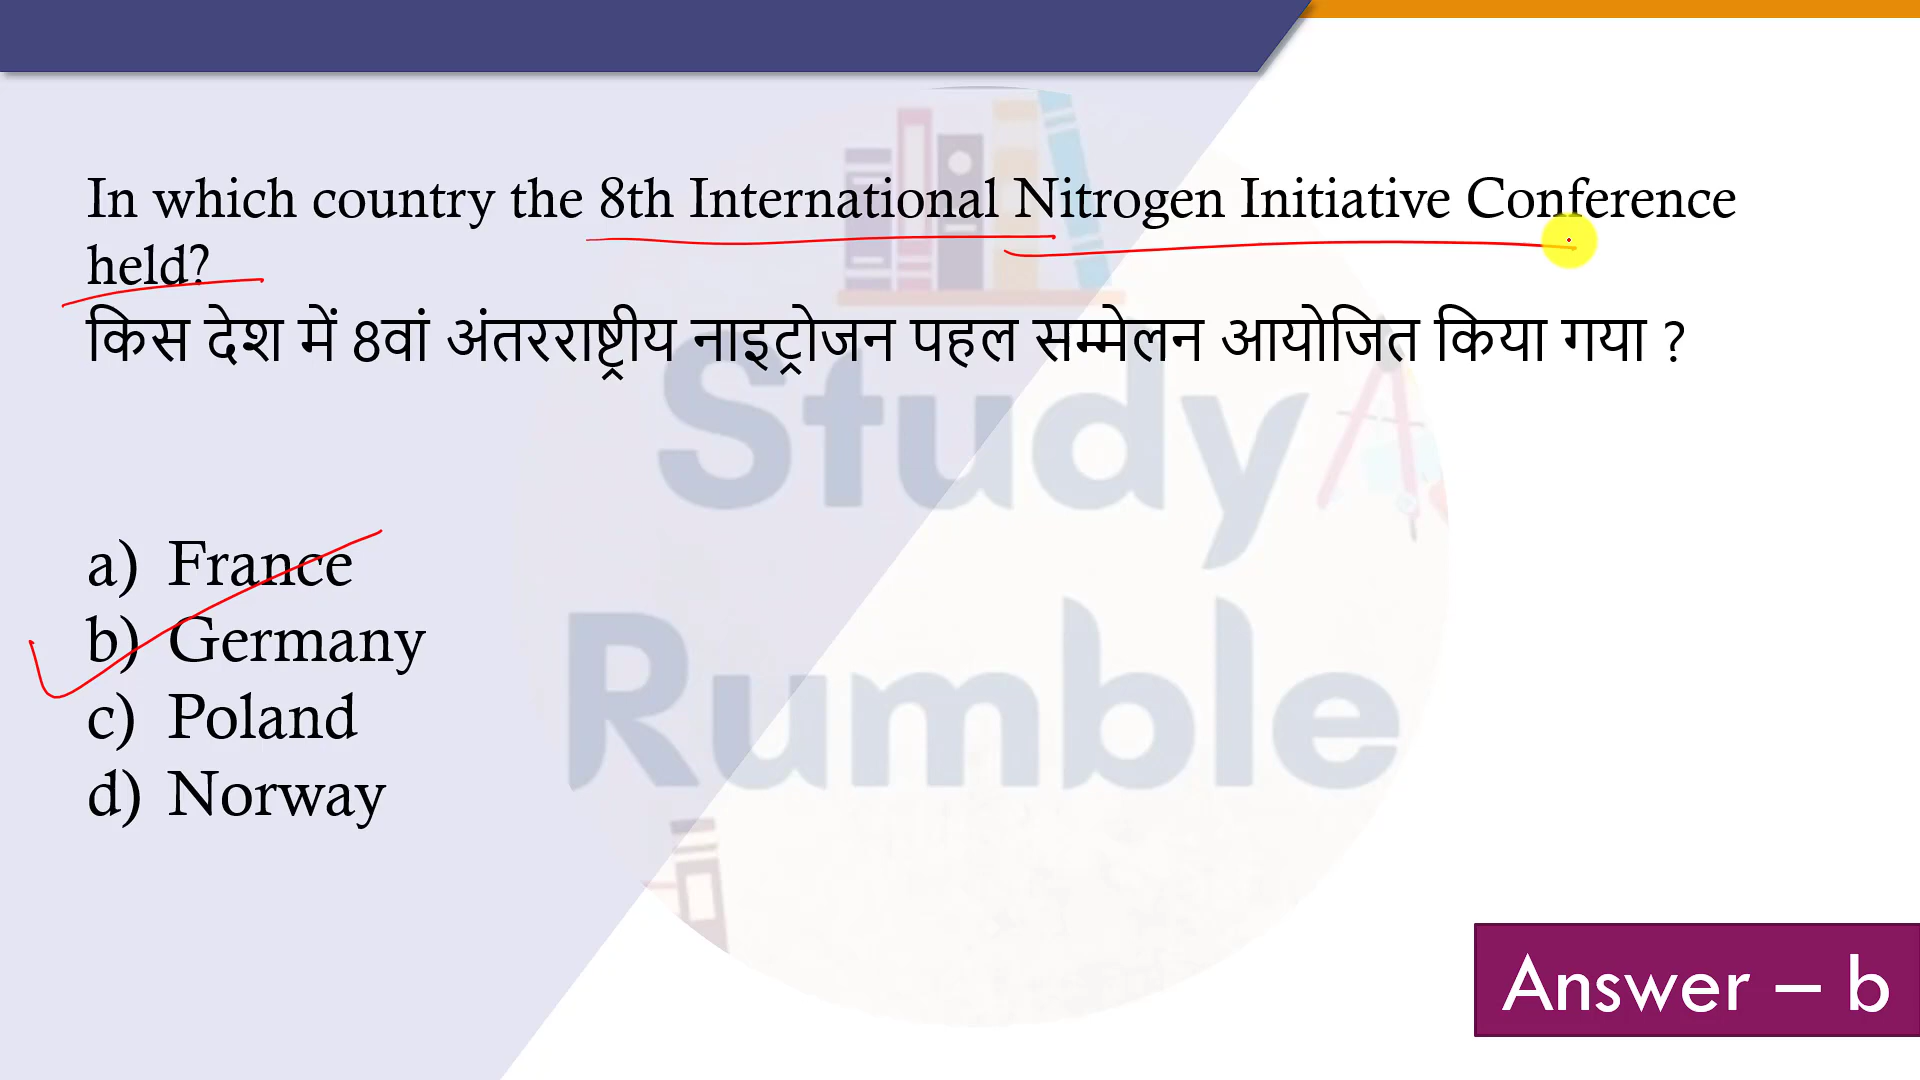 In which country the 8th International Nitrogen Initiative Conference
held?
किस देश में 8वां अंतरराष्ट्रीय नाइट्रोजन पहल सम्मेलन आयोजित किया गया ?
Study
Rumble
a) France
b) Germany
c) Poland
d) Norway
Answer – b